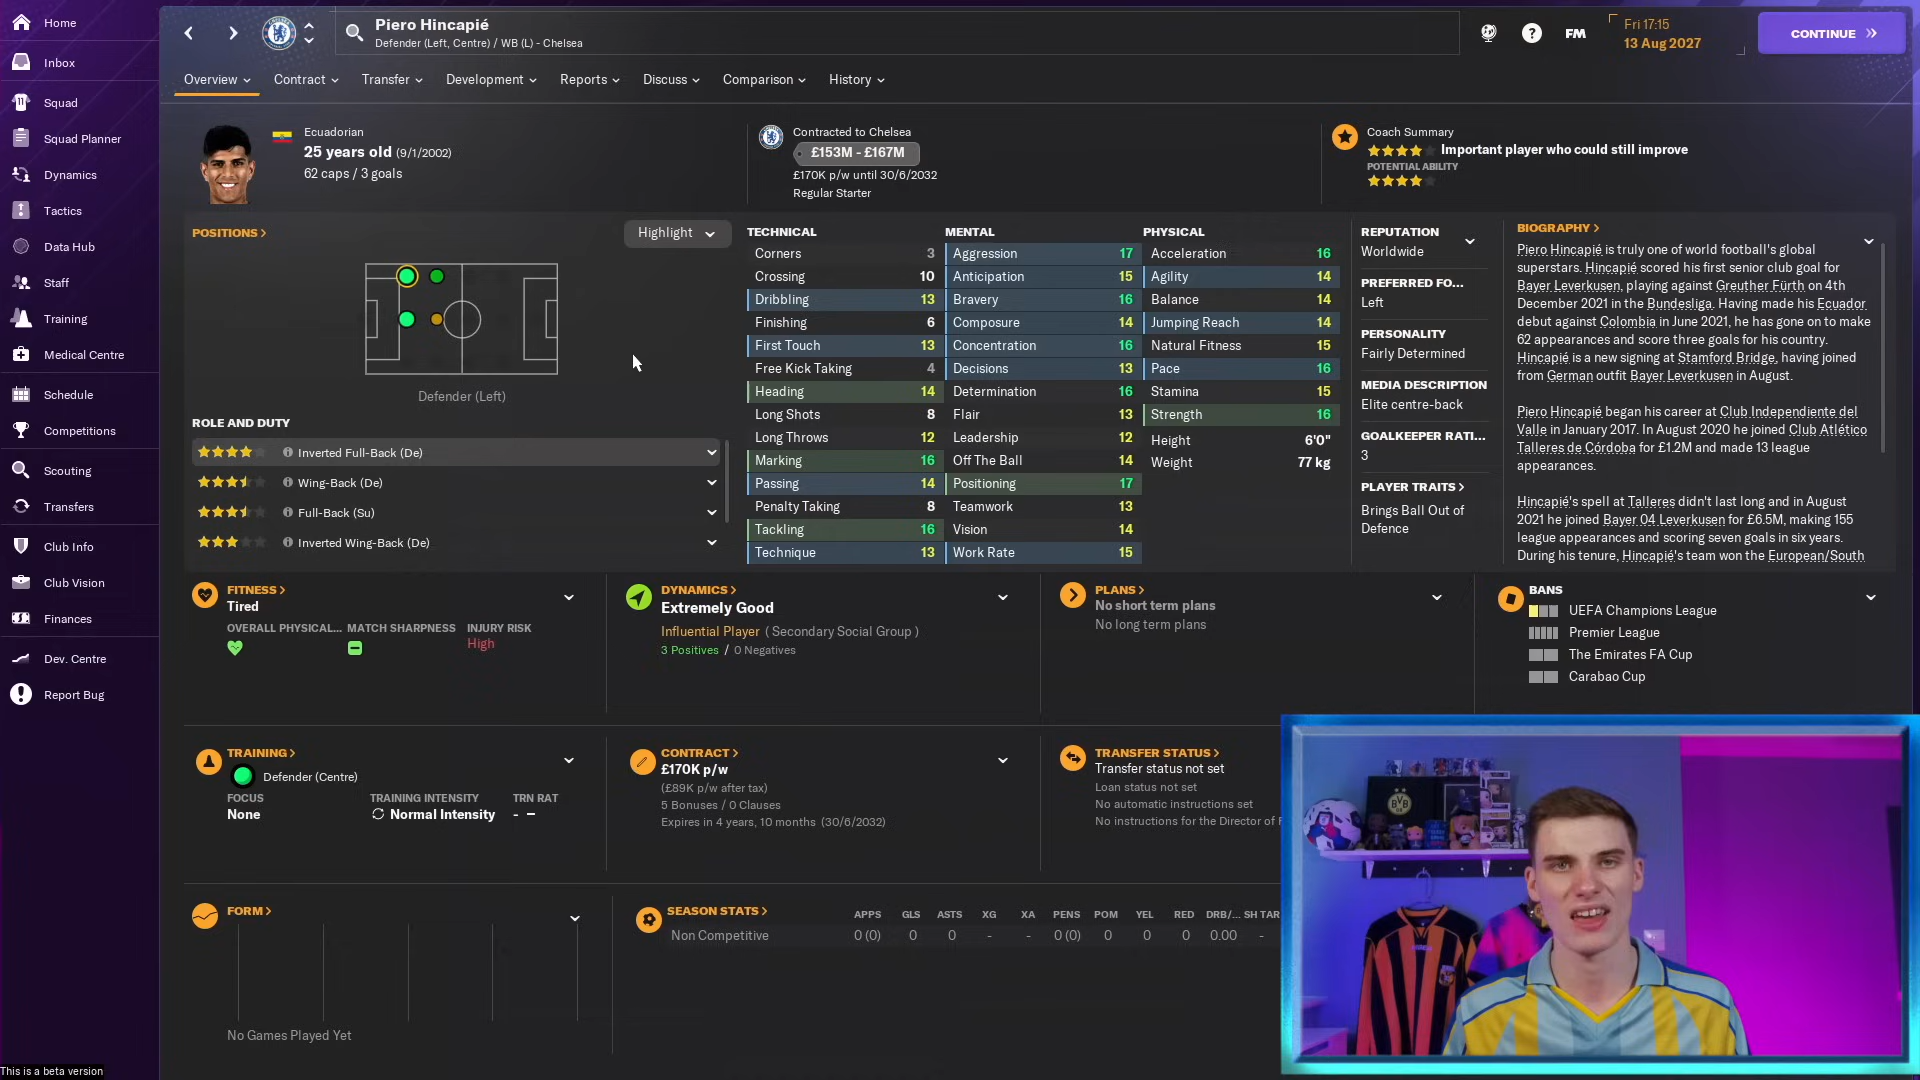 Home
Inbox
Squad
Squad Planner
Dynamics
Tactics
Data Hub
Staff
Training
Medical Centre
Schedule
Competitions
Scouting
Transfers
Club Info
Club Vision
Finances
Dev. Centre
Report Bug
This is a beta version
Piero Hincapié
Defender (Left, Centre) / WB (L) - Chelsea
FM
Fri 17:15
13 Aug 2027
CONTINUE
Overview Contract Transfer Development Reports Discuss Comparison History
Ecuadorian
25 years old (9/1/2002)
62 caps / 3 goals
Contracted to Chelsea
£153M - £167M
£170K p/w until 30/6/2032
Regular Starter
Coach Summary
Important player who could still improve
POTENTIAL ABILITY
POSITIONS >
Highlight
Defender (Left)
ROLE AND DUTY
Inverted Full-Back (De)
Wing-Back (De)
Full-Back (Su)
Inverted Wing-Back (De)
TECHNICAL
Corners 3
Crossing 10
Dribbling 13
Finishing 6
First Touch 13
Free Kick Taking 4
Heading 14
Long Shots 8
Long Throws 12
Marking 16
Passing 14
Penalty Taking 8
Tackling 16
Technique 13
MENTAL
Aggression 17
Anticipation 15
Bravery 16
Composure 14
Concentration 16
Decisions 13
Determination 16
Flair 13
Leadership 12
Off The Ball 14
Positioning 17
Teamwork 13
Vision 14
Work Rate 15
PHYSICAL
Acceleration 16
Agility 14
Balance 14
Jumping Reach 14
Natural Fitness 15
Pace 16
Stamina 15
Strength 16
Height 6'0"
Weight 77 kg
REPUTATION
Worldwide
PREFERRED FO...
Left
PERSONALITY
Fairly Determined
MEDIA DESCRIPTION
Elite centre-back
GOALKEEPER RATI...
3
PLAYER TRAITS >
Brings Ball Out of
Defence
BIOGRAPHY >
Piero Hincapié is truly one of world football's global
superstars. Hincapié scored his first senior club goal for
Bayer Leverkusen, playing against Greuther Fürth on 4th
December 2021 in the Bundesliga. Having made his Ecuador
debut against Colombia in June 2021, he has gone on to make
62 appearances and score three goals for his country.
Hincapié is a new signing at Stamford Bridge, having joined
from German outfit Bayer Leverkusen in August.
Piero Hincapié began his career at Club Independiente del
Valle in January 2017. In August 2020 he joined Club Atlético
Talleres de Córdoba for £1.2M and made 13 league
appearances.
Hincapié's spell at Talleres didn't last long and in August
2021 he joined Bayer 04 Leverkusen for £6.5M, making 155
league appearances and scoring seven goals in six years.
During his tenure, Hincapié's team won the European/South
FITNESS >
Tired
OVERALL PHYSICAL... MATCH SHARPNESS INJURY RISK
High
DYNAMICS >
Extremely Good
Influential Player ( Secondary Social Group )
3 Positives / 0 Negatives
PLANS >
No short term plans
No long term plans
BANS
UEFA Champions League
Premier League
The Emirates FA Cup
Carabao Cup
TRAINING >
Defender (Centre)
FOCUS TRAINING INTENSITY TRN RAT
None Normal Intensity - -
CONTRACT >
£170K p/w
(£89K p/w after tax)
5 Bonuses / 0 Clauses
Expires in 4 years, 10 months (30/6/2032)
TRANSFER STATUS >
Transfer status not set
Loan status not set
No automatic instructions set
No instructions for the Director of F
FORM >
No Games Played Yet
SEASON STATS > APPS GLS ASTS XG XA PENS POM YEL RED DRB/... SH TAR
Non Competitive 0 (0) 0 0 - - 0 (0) 0 0 0 0.00 -
BVB
09